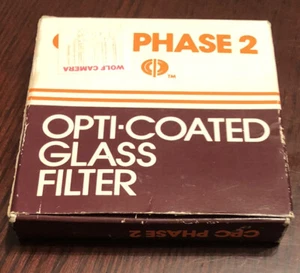 C PHASE 2
WOLF CAMERA
TM
OPTI-COATED
GLASS
FILTER
CPC PHASE 2